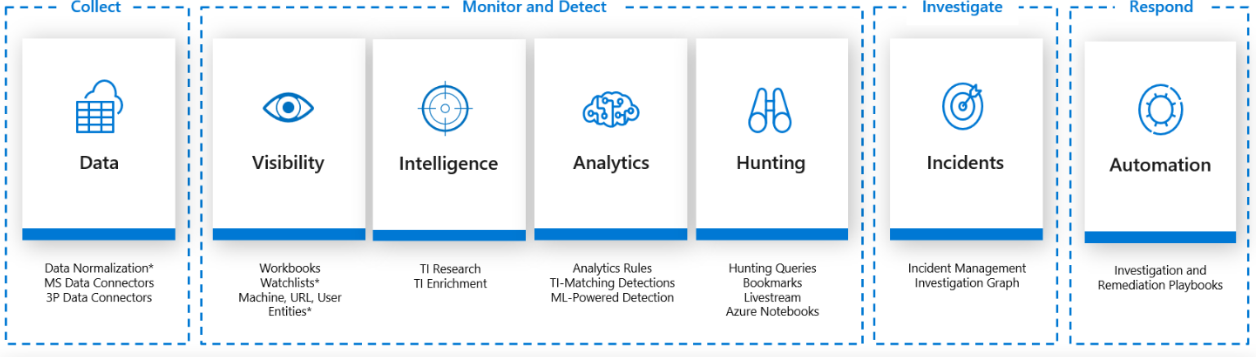 Collect
Monitor and Detect
Investigate
Respond
Data
Visibility
Intelligence
Analytics
Hunting
Incidents
Automation
Data Normalization*
MS Data Connectors
3P Data Connectors
Workbooks
Watchlists*
Machine, URL, User
Entities*
TI Research
TI Enrichment
Analytics Rules
TI-Matching Detections
ML-Powered Detection
Hunting Queries
Bookmarks
Livestream
Azure Notebooks
Incident Management
Investigation Graph
Investigation and
Remediation Playbooks